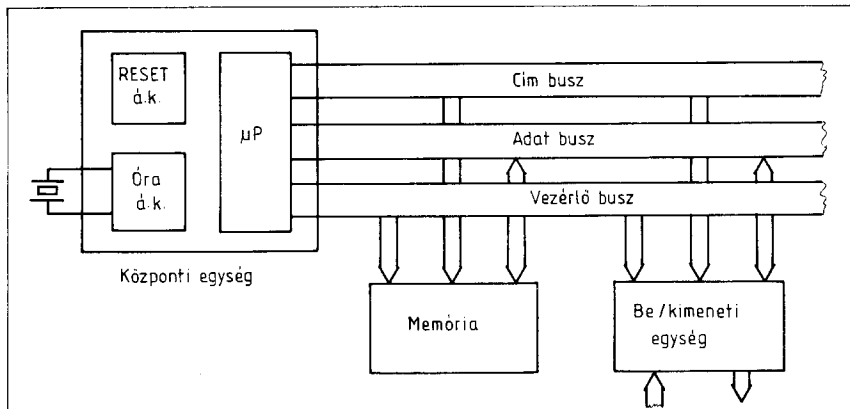 RESET
á.k.
µP
Óra
á.k.
Központi egység
Cím busz
Adat busz
Vezérlő busz
Memória
Be/kimeneti
egység